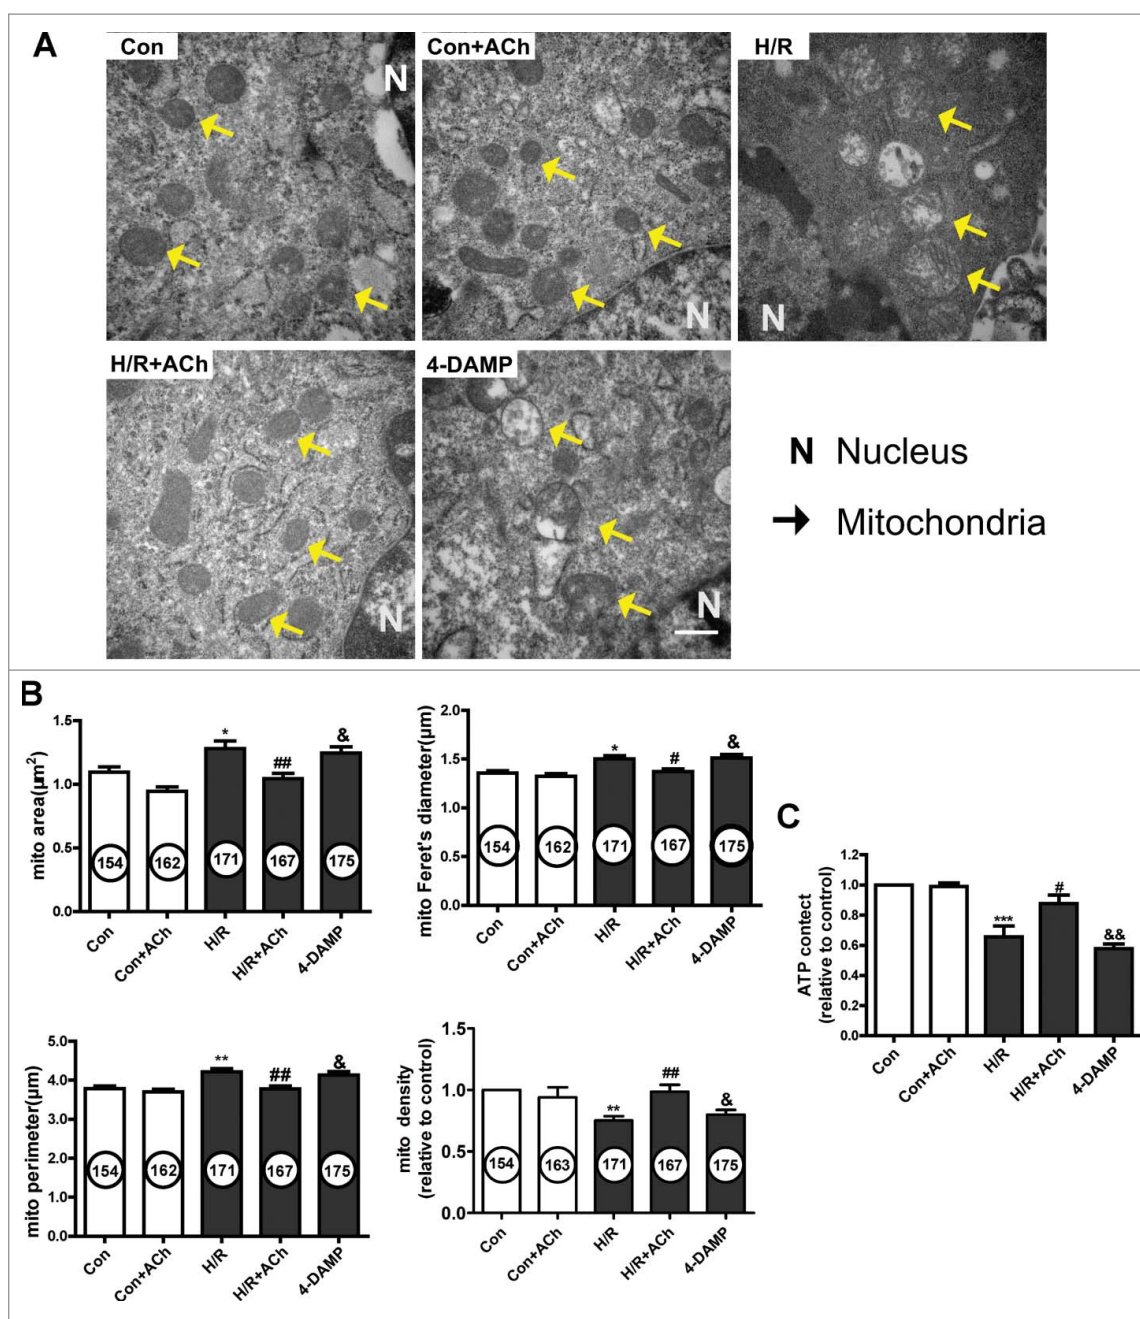 A
Con
N
Con+ACh
N
H/R
N
H/R+ACh
N
4-DAMP
N
N Nucleus
Mitochondria
B
mito area(μm²)
1.5
1.0
0.5
0.0
*
##
&
154
162
171
167
175
Con
Con+ACh
H/R
H/R+ACh
4-DAMP
mito Feret's diameter(μm)
2.0
1.5
1.0
0.5
0.0
*
#
&
154
162
171
167
175
Con
Con+ACh
H/R
H/R+ACh
4-DAMP
C
ATP contect
(relative to control)
1.2
1.0
0.8
0.6
0.4
0.2
0.0
***
#
&&
Con
Con+ACh
H/R
H/R+ACh
4-DAMP
mito perimeter(μm)
5.0
4.0
3.0
2.0
1.0
0.0
**
##
&
154
162
171
167
175
Con
Con+ACh
H/R
H/R+ACh
4-DAMP
mito density
(relative to control)
1.5
1.0
0.5
0.0
**
##
&
154
163
171
167
175
Con
Con+ACh
H/R
H/R+ACh
4-DAMP